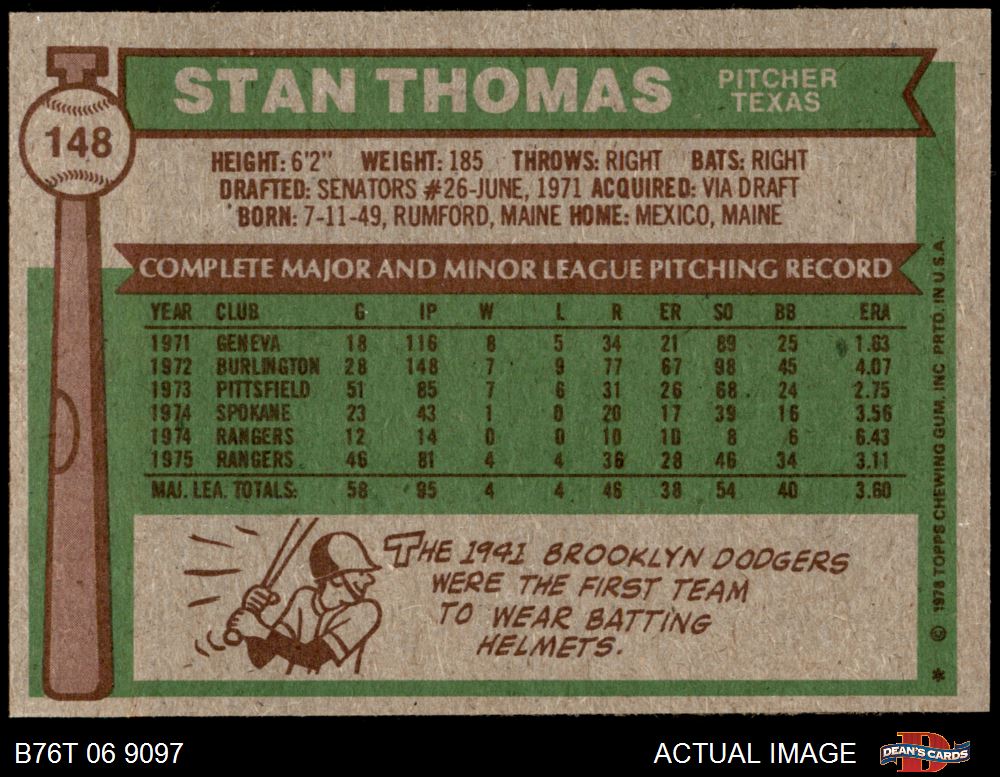 STAN THOMAS PITCHER TEXAS
148
HEIGHT: 6'2" WEIGHT: 185 THROWS: RIGHT BATS: RIGHT
DRAFTED: SENATORS #26-JUNE, 1971 ACQUIRED: VIA DRAFT
BORN: 7-11-49, RUMFORD, MAINE HOME: MEXICO, MAINE
COMPLETE MAJOR AND MINOR LEAGUE PITCHING RECORD
YEAR CLUB G IP W L R ER SO BB ERA
1971 GENEVA 18 116 8 5 34 21 89 25 1.63
1972 BURLINGTON 28 148 7 9 77 67 98 45 4.07
1973 PITTSFIELD 51 85 7 6 31 26 68 24 2.75
1974 SPOKANE 23 43 1 0 20 17 39 16 3.56
1974 RANGERS 12 14 0 0 10 10 8 6 6.43
1975 RANGERS 46 81 4 4 36 28 46 34 3.11
MAJ. LEA. TOTALS: 58 95 4 4 46 38 54 40 3.60
THE 1941 BROOKLYN DODGERS
WERE THE FIRST TEAM
TO WEAR BATTING
HELMETS.
* © 1976 TOPPS CHEWING GUM, INC PRTD. IN U.S.A.
B76T 06 9097 ACTUAL IMAGE DEAN'S CARDS